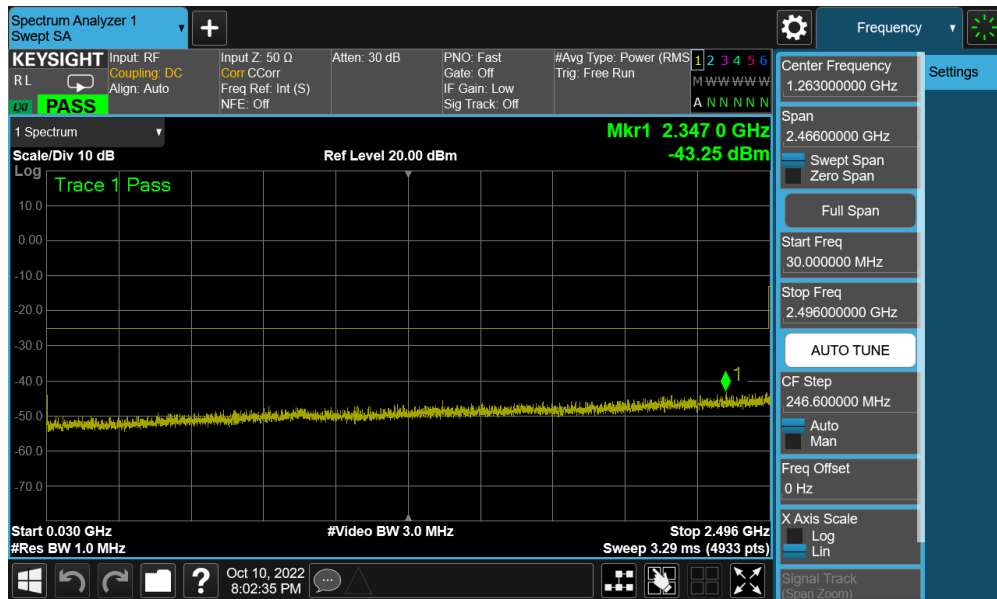 Spectrum Analyzer 1
Swept SA
+
Frequency
KEYSIGHT
R L
LXI PASS
Input: RF
Coupling: DC
Align: Auto
Input Z: 50 Ω
Corr CCorr
Freq Ref: Int (S)
NFE: Off
Atten: 30 dB
PNO: Fast
Gate: Off
IF Gain: Low
Sig Track: Off
#Avg Type: Power (RMS
Trig: Free Run
1 2 3 4 5 6
M W W W W W
A N N N N N
1 Spectrum
Scale/Div 10 dB
Ref Level 20.00 dBm
Mkr1 2.347 0 GHz
-43.25 dBm
Log
Trace 1 Pass
10.0
0.00
-10.0
-20.0
-30.0
-40.0
-50.0
-60.0
-70.0
1
Start 0.030 GHz
#Video BW 3.0 MHz
Stop 2.496 GHz
#Res BW 1.0 MHz
Sweep 3.29 ms (4933 pts)
?
Oct 10, 2022
8:02:35 PM
Center Frequency
1.263000000 GHz
Settings
Span
2.46600000 GHz
Swept Span
Zero Span
Full Span
Start Freq
30.000000 MHz
Stop Freq
2.496000000 GHz
AUTO TUNE
CF Step
246.600000 MHz
Auto
Man
Freq Offset
0 Hz
X Axis Scale
Log
Lin
Signal Track
(Span Zoom)